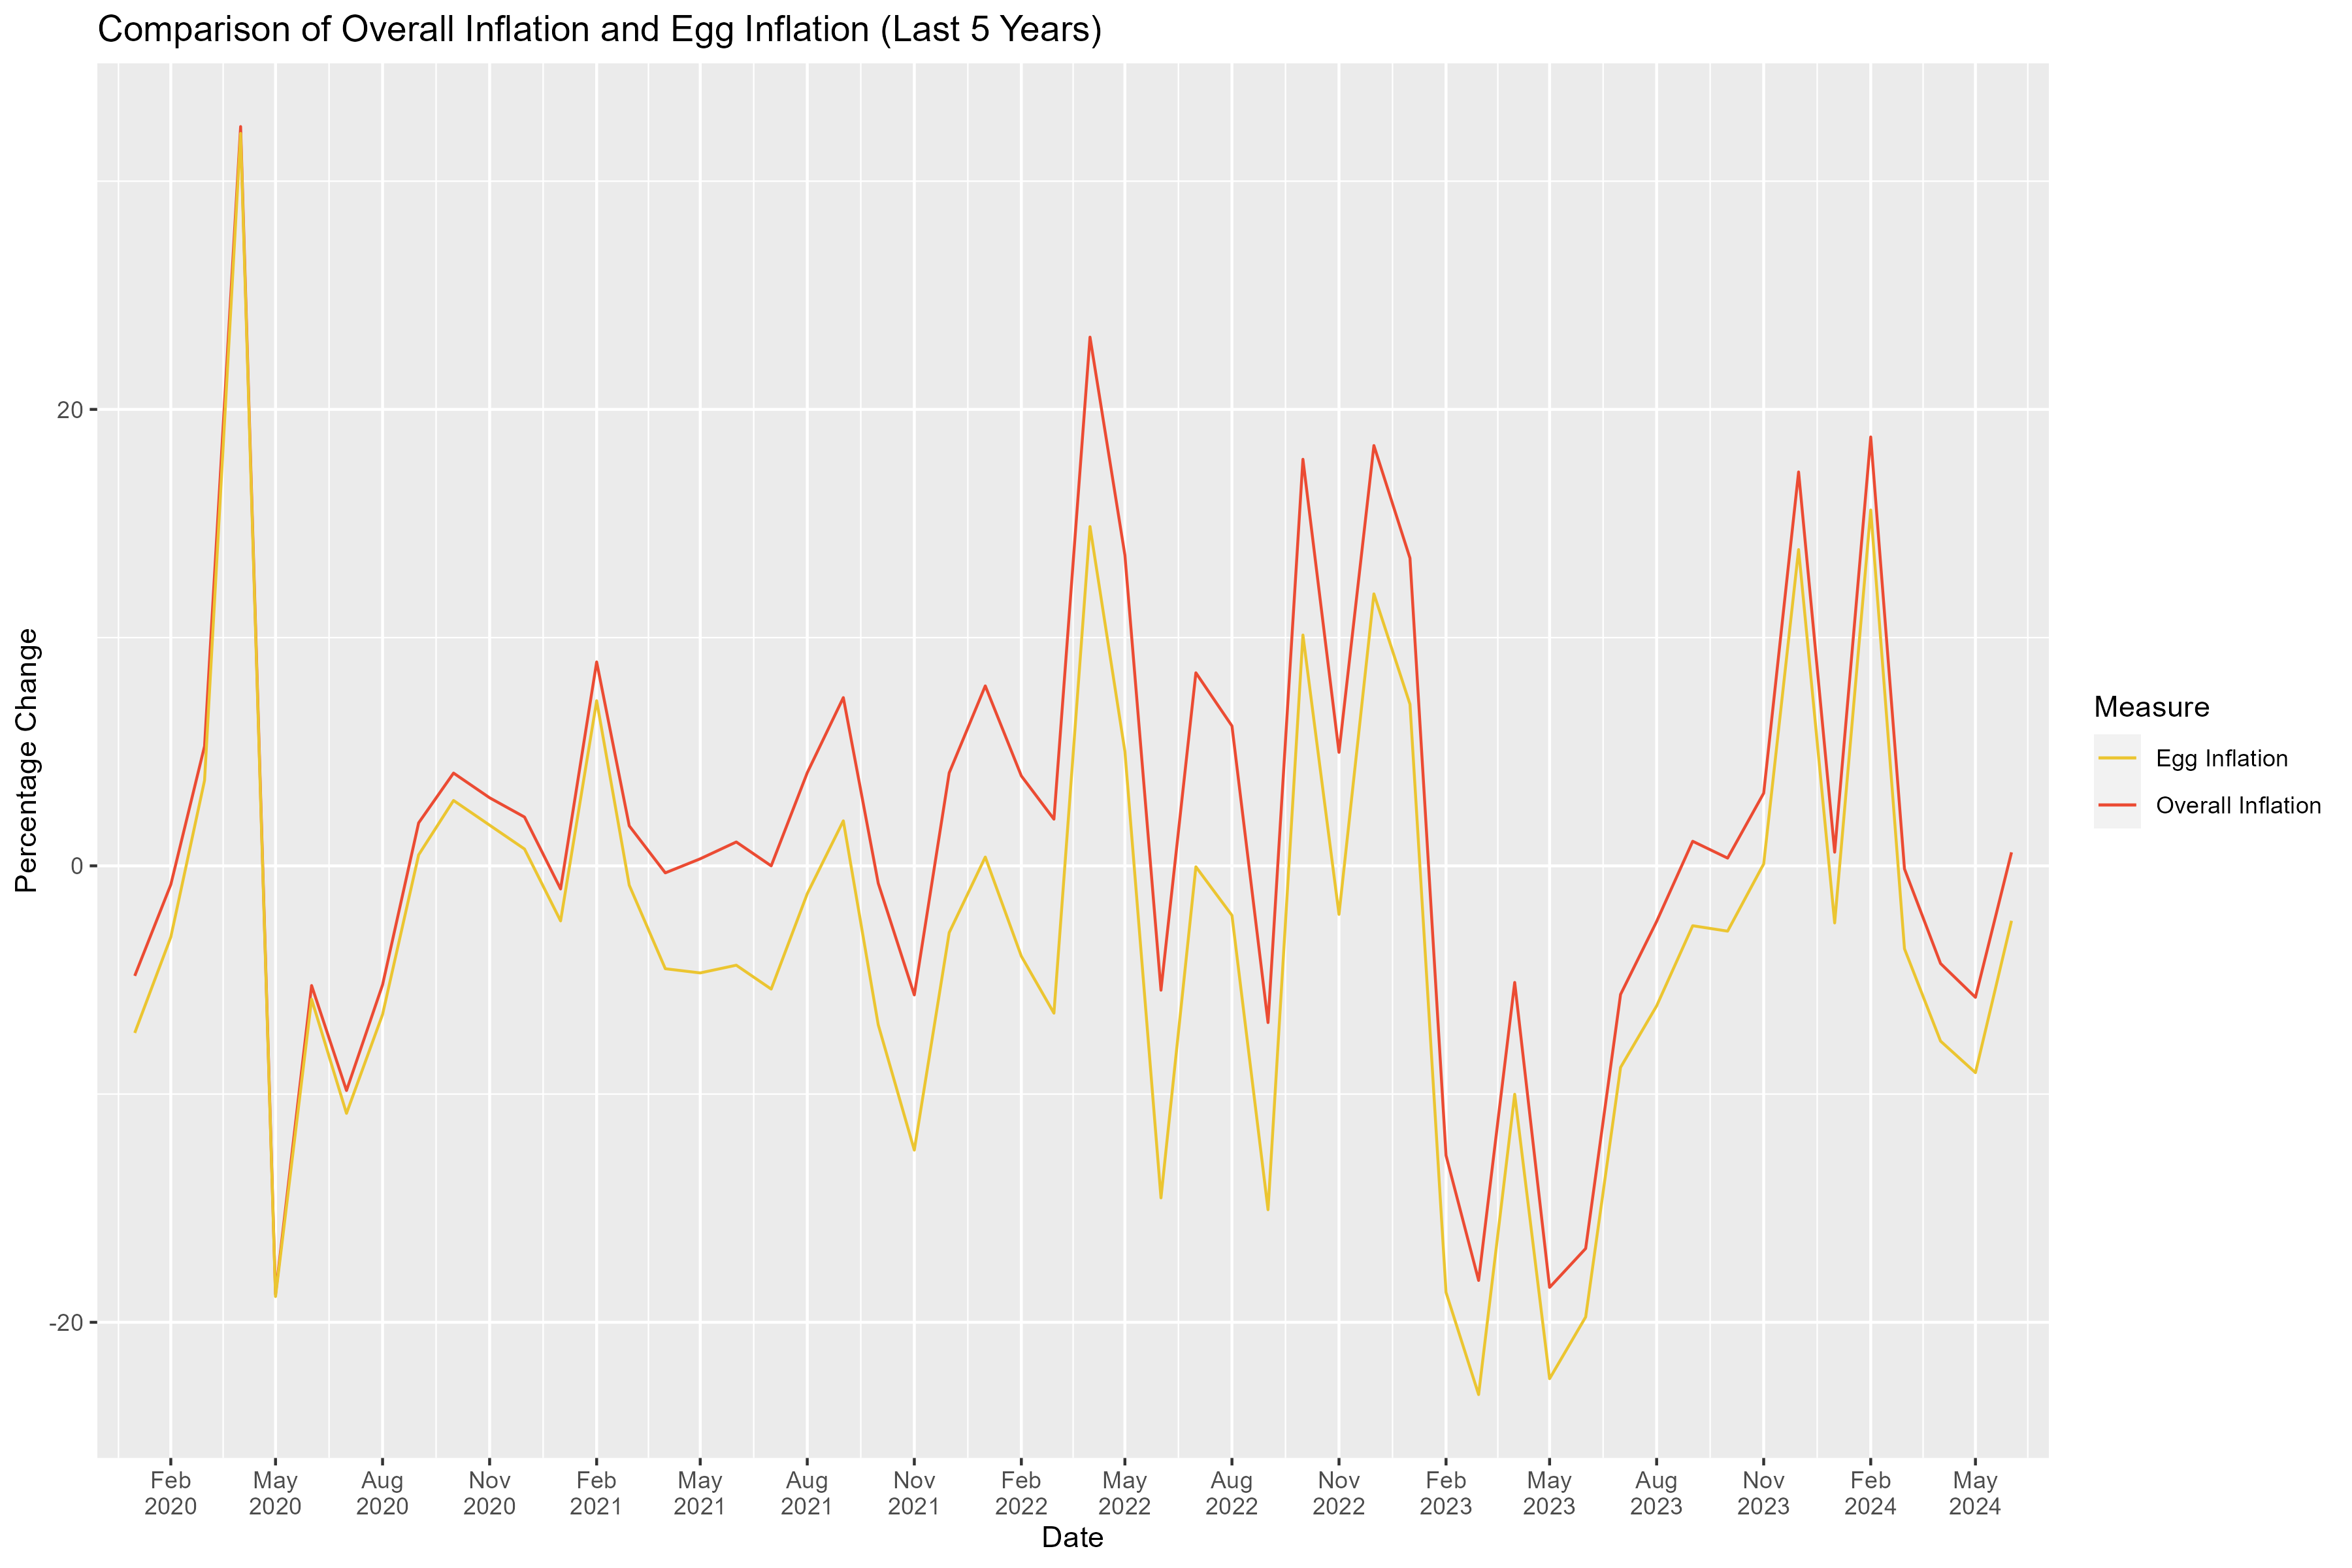 Comparison of Overall Inflation and Egg Inflation (Last 5 Years)
Percentage Change
20
0
-20
Feb
2020
May
2020
Aug
2020
Nov
2020
Feb
2021
May
2021
Aug
2021
Nov
2021
Feb
2022
May
2022
Aug
2022
Nov
2022
Feb
2023
May
2023
Aug
2023
Nov
2023
Feb
2024
May
2024
Date
Measure
Egg Inflation
Overall Inflation